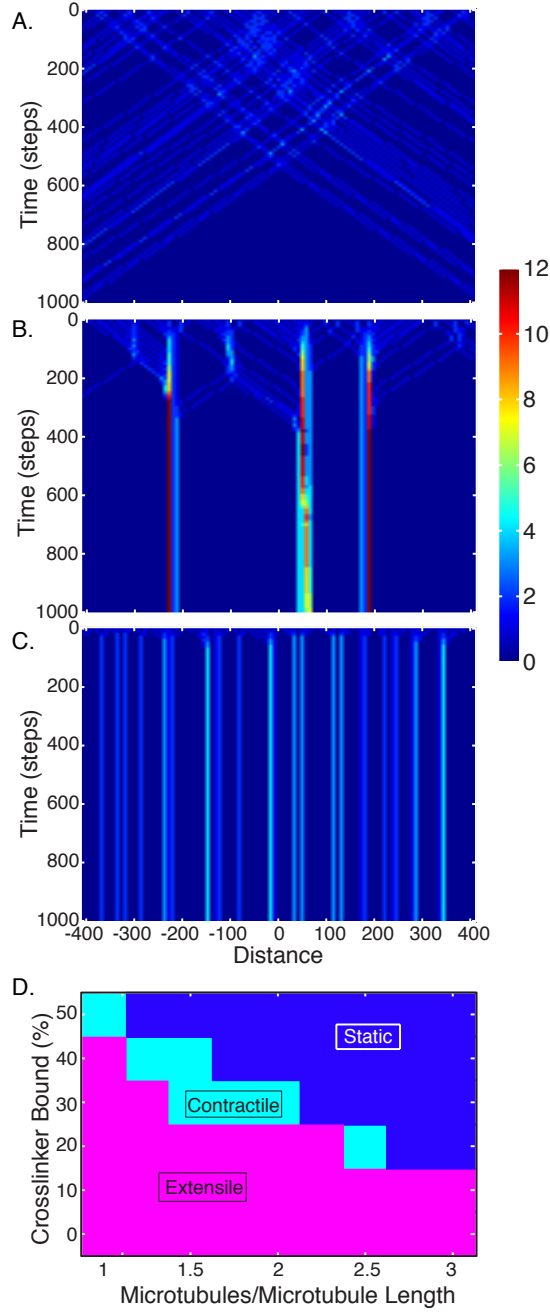 A.
0
200
400
600
800
1000
Time (steps)
B.
0
200
400
600
800
1000
Time (steps)
C.
0
200
400
600
800
1000
Time (steps)
-400 -300 -200 -100 0 100 200 300 400
Distance
12
10
8
6
4
2
0
D.
50
40
30
20
10
0
Crosslinker Bound (%)
Static
Contractile
Extensile
1 1.5 2 2.5 3
Microtubules/Microtubule Length